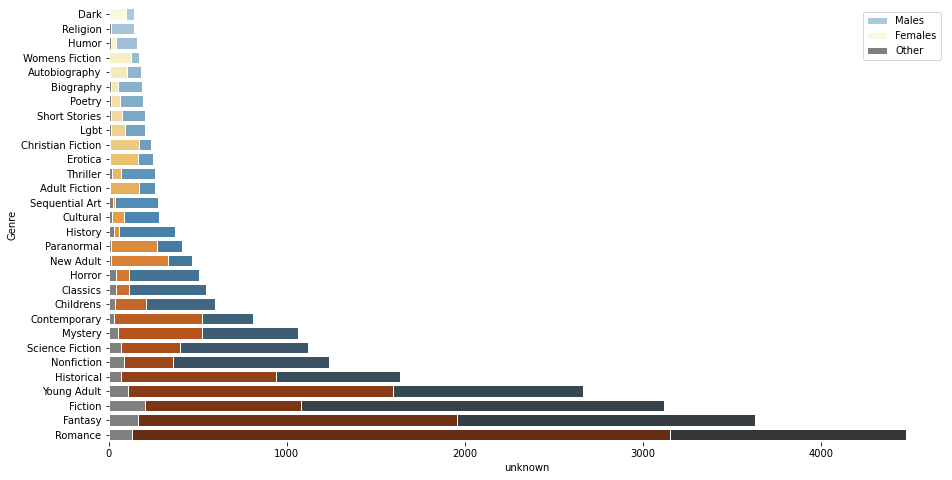 Dark
Religion
Humor
Womens Fiction
Autobiography
Biography
Poetry
Short Stories
Lgbt
Christian Fiction
Erotica
Thriller
Adult Fiction
Sequential Art
Cultural
History
Paranormal
New Adult
Horror
Classics
Childrens
Contemporary
Mystery
Science Fiction
Nonfiction
Historical
Young Adult
Fiction
Fantasy
Romance
Genre
0 1000 2000 3000 4000
unknown
Males
Females
Other